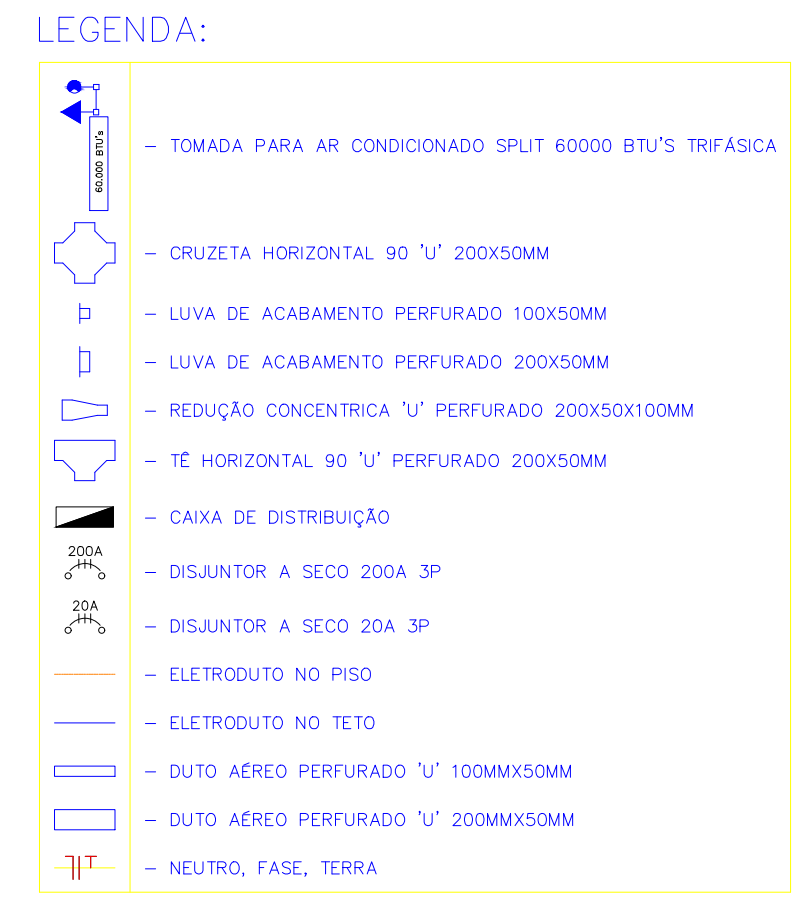 LEGENDA:
60.000 BTU's
– TOMADA PARA AR CONDICIONADO SPLIT 60000 BTU'S TRIFÁSICA
– CRUZETA HORIZONTAL 90 'U' 200X50MM
– LUVA DE ACABAMENTO PERFURADO 100X50MM
– LUVA DE ACABAMENTO PERFURADO 200X50MM
– REDUÇÃO CONCENTRICA 'U' PERFURADO 200X50X100MM
– TÊ HORIZONTAL 90 'U' PERFURADO 200X50MM
– CAIXA DE DISTRIBUIÇÃO
200A
– DISJUNTOR A SECO 200A 3P
20A
– DISJUNTOR A SECO 20A 3P
– ELETRODUTO NO PISO
– ELETRODUTO NO TETO
– DUTO AÉREO PERFURADO 'U' 100MMX50MM
– DUTO AÉREO PERFURADO 'U' 200MMX50MM
– NEUTRO, FASE, TERRA